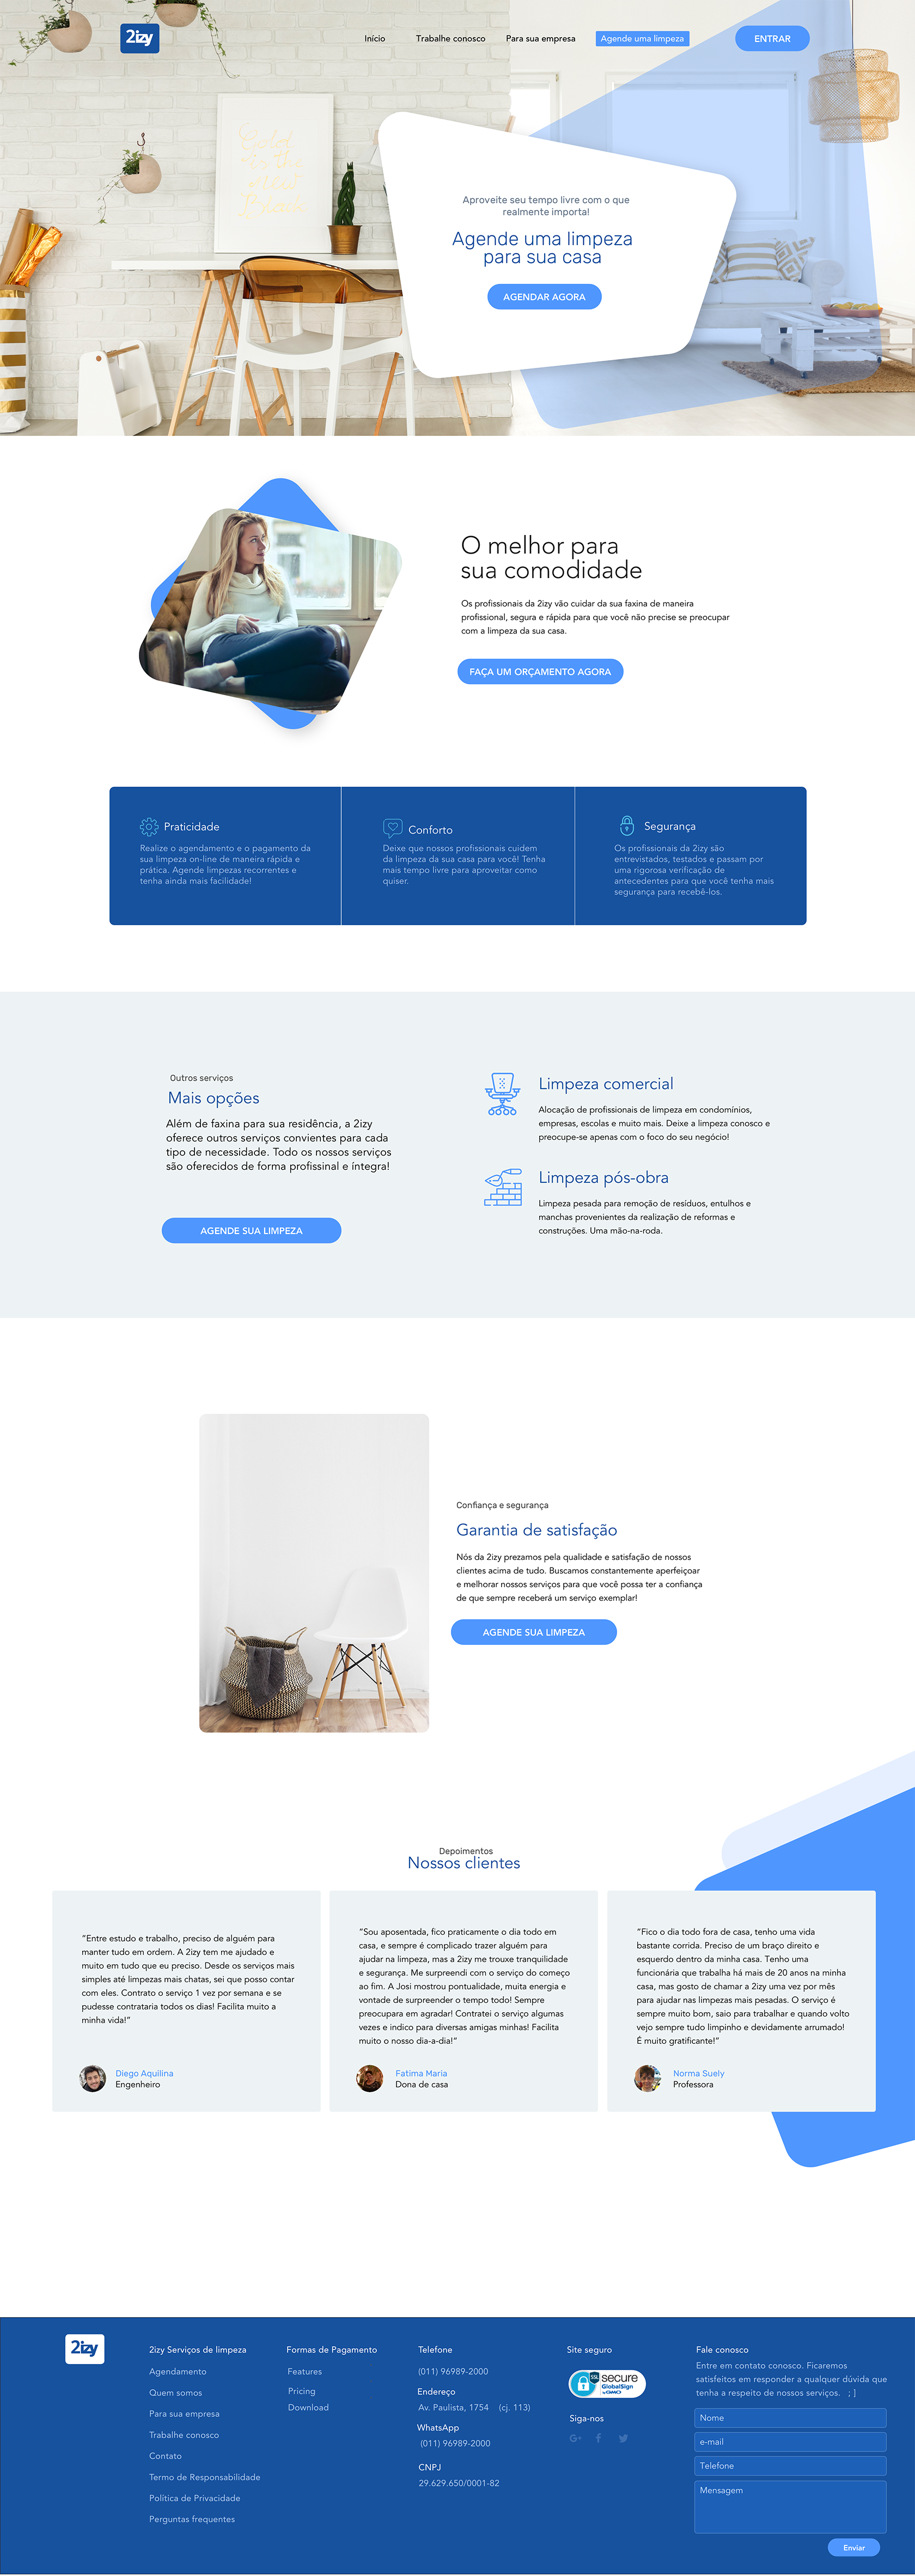 2izy
Início
Trabalhe conosco
Para sua empresa
Agende uma limpeza
ENTRAR
Aproveite seu tempo livre com o que
realmente importa!
Agende uma limpeza
para sua casa
AGENDAR AGORA
O melhor para
sua comodidade
Os profissionais da 2izy vão cuidar da sua faxina de maneira
profissional, segura e rápida para que você não precise se preocupar
com a limpeza da sua casa.
FAÇA UM ORÇAMENTO AGORA
Praticidade
Realize o agendamento e o pagamento da
sua limpeza on-line de maneira rápida e
prática. Agende limpezas recorrentes e
tenha ainda mais facilidade!
Conforto
Deixe que nossos profissionais cuidem
da limpeza da sua casa para você! Tenha
mais tempo livre para aproveitar como
quiser.
Segurança
Os profissionais da 2izy são
entrevistados, testados e passam por
uma rigorosa verificação de
antecedentes para que você tenha mais
segurança para recebê-los.
Outros serviços
Mais opções
Além de faxina para sua residência, a 2izy
oferece outros serviços convientes para cada
tipo de necessidade. Todo os nossos serviços
são oferecidos de forma profissinal e íntegra!
AGENDE SUA LIMPEZA
Limpeza comercial
Alocação de profissionais de limpeza em condomínios,
empresas, escolas e muito mais. Deixe a limpeza conosco e
preocupe-se apenas com o foco do seu negócio!
Limpeza pós-obra
Limpeza pesada para remoção de resíduos, entulhos e
manchas provenientes da realização de reformas e
construções. Uma mão-na-roda.
Confiança e segurança
Garantia de satisfação
Nós da 2izy prezamos pela qualidade e satisfação de nossos
clientes acima de tudo. Buscamos constantemente aperfeiçoar
e melhorar nossos serviços para que você possa ter a confiança
de que sempre receberá um serviço exemplar!
AGENDE SUA LIMPEZA
Depoimentos
Nossos clientes
“Entre estudo e trabalho, preciso de alguém para
manter tudo em ordem. A 2izy tem me ajudado e
muito em tudo que eu preciso. Desde os serviços mais
simples até limpezas mais chatas, sei que posso contar
com eles. Contrato o serviço 1 vez por semana e se
pudesse contrataria todos os dias! Facilita muito a
minha vida!”
Diego Aquilina
Engenheiro
“Sou aposentada, fico praticamente o dia todo em
casa, e sempre é complicado trazer alguém para
ajudar na limpeza, mas a 2izy me trouxe tranquilidade
e segurança. Me surpreendi com o serviço do começo
ao fim. A Josi mostrou pontualidade, muita energia e
vontade de surpreender o tempo todo! Sempre
preocupara em agradar! Contratei o serviço algumas
vezes e indico para diversas amigas minhas! Facilita
muito o nosso dia-a-dia!”
Fatima Maria
Dona de casa
“Fico o dia todo fora de casa, tenho uma vida
bastante corrida. Preciso de um braço direito e
esquerdo dentro da minha casa. Tenho uma
funcionária que trabalha há mais de 20 anos na minha
casa, mas gosto de chamar a 2izy uma vez por mês
para ajudar nas limpezas mais pesadas. O serviço é
sempre muito bom, saio para trabalhar e quando volto
vejo sempre tudo limpinho e devidamente arrumado!
É muito gratificante!”
Norma Suely
Professora
2izy
2izy Serviços de limpeza
Agendamento
Quem somos
Para sua empresa
Trabalhe conosco
Contato
Termo de Responsabilidade
Política de Privacidade
Perguntas frequentes
Formas de Pagamento
Features
Pricing
Download
Telefone
(011) 96989-2000
Endereço
Av. Paulista, 1754 (cj. 113)
WhatsApp
(011) 96989-2000
CNPJ
29.629.650/0001-82
Site seguro
SSL
secure
GlobalSign
by GMO
Siga-nos
Fale conosco
Entre em contato conosco. Ficaremos
satisfeitos em responder a qualquer dúvida que
tenha a respeito de nossos serviços. ; ]
Nome
e-mail
Telefone
Mensagem
Enviar